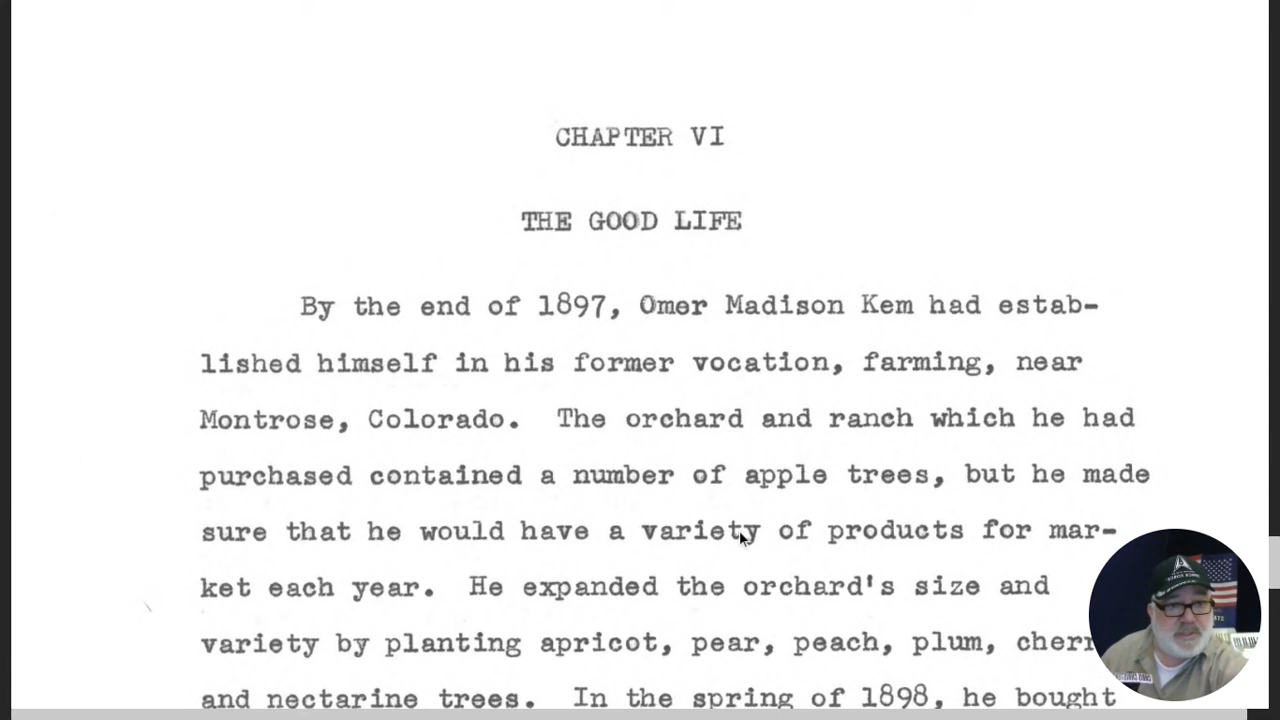 CHAPTER VI
THE GOOD LIFE
By the end of 1897, Omer Madison Kem had estab-
lished himself in his former vocation, farming, near
Montrose, Colorado. The orchard and ranch which he had
purchased contained a number of apple trees, but he made
sure that he would have a variety of products for mar-
ket each year. He expanded the orchard's size and
variety by planting apricot, pear, peach, plum,
and nectarine trees. In the spring of 1898, he bought